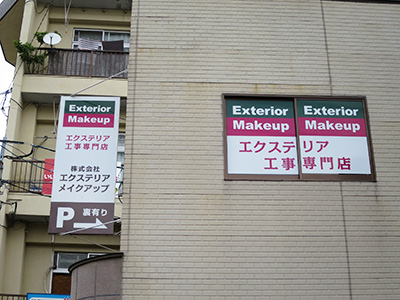 Exterior
Makeup
エクステリア
工事専門店
株式会社
エクステリア
メイクアップ
P 裏有り
Exterior Exterior
Makeup Makeup
エクステリア
工事専門店